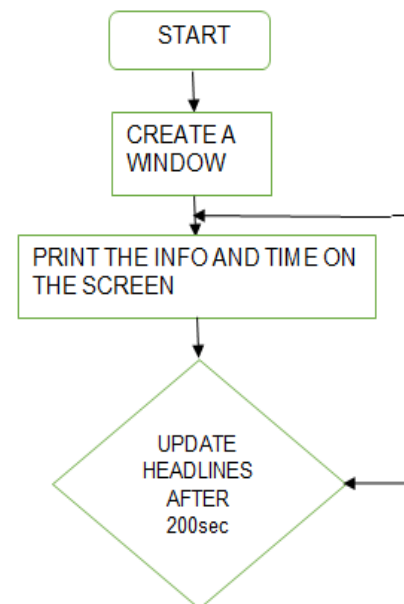 START
CREATE A
WINDOW
PRINT THE INFO AND TIME ON
THE SCREEN
UPDATE
HEADLINES
AFTER
200sec